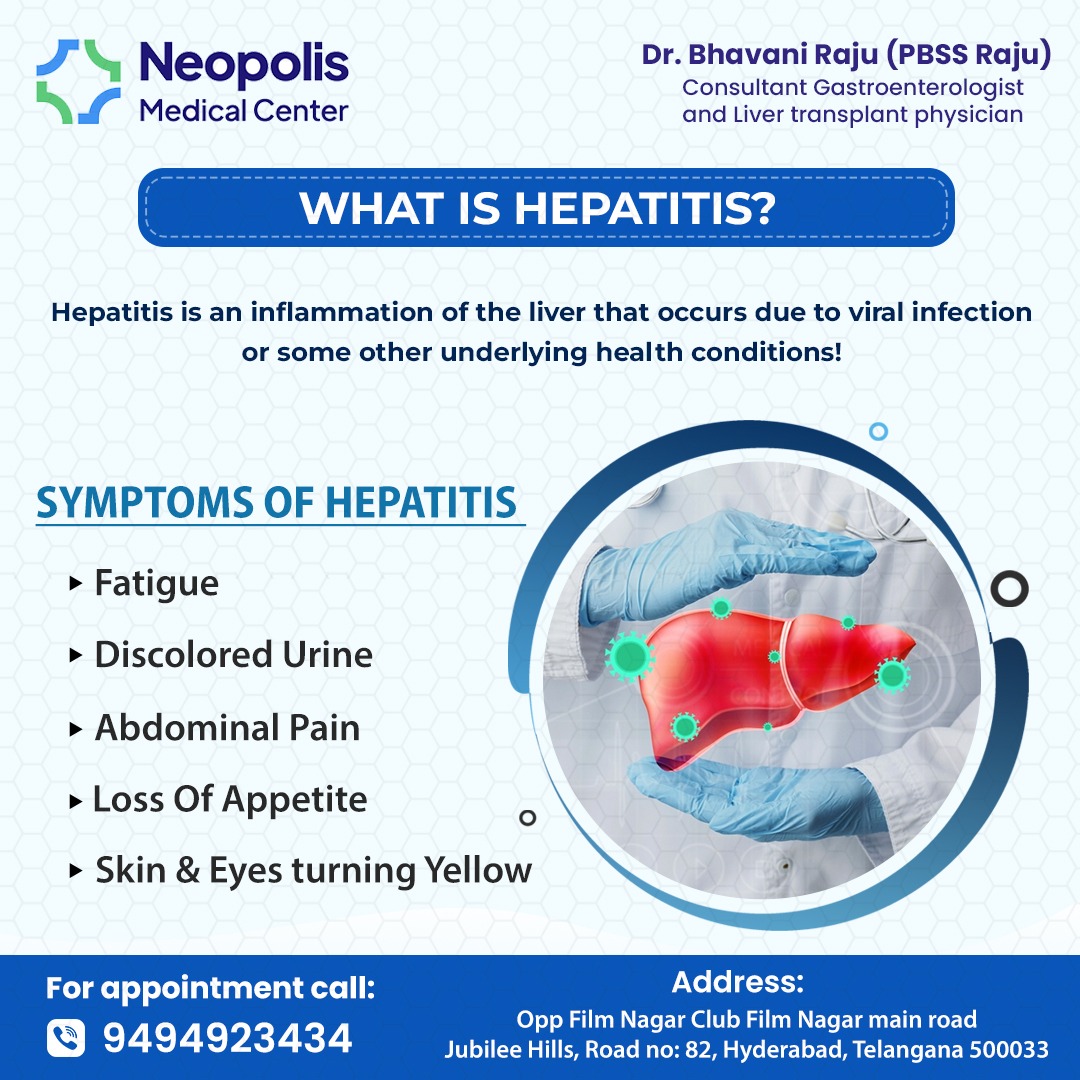 Neopolis
Medical Center
Dr. Bhavani Raju (PBSS Raju)
Consultant Gastroenterologist
and Liver transplant physician
WHAT IS HEPATITIS?
Hepatitis is an inflammation of the liver that occurs due to viral infection
or some other underlying health conditions!
SYMPTOMS OF HEPATITIS
Fatigue
Discolored Urine
Abdominal Pain
Loss Of Appetite
Skin & Eyes turning Yellow
For appointment call:
9494923434
Address:
Opp Film Nagar Club Film Nagar main road
Jubilee Hills, Road no: 82, Hyderabad, Telangana 500033